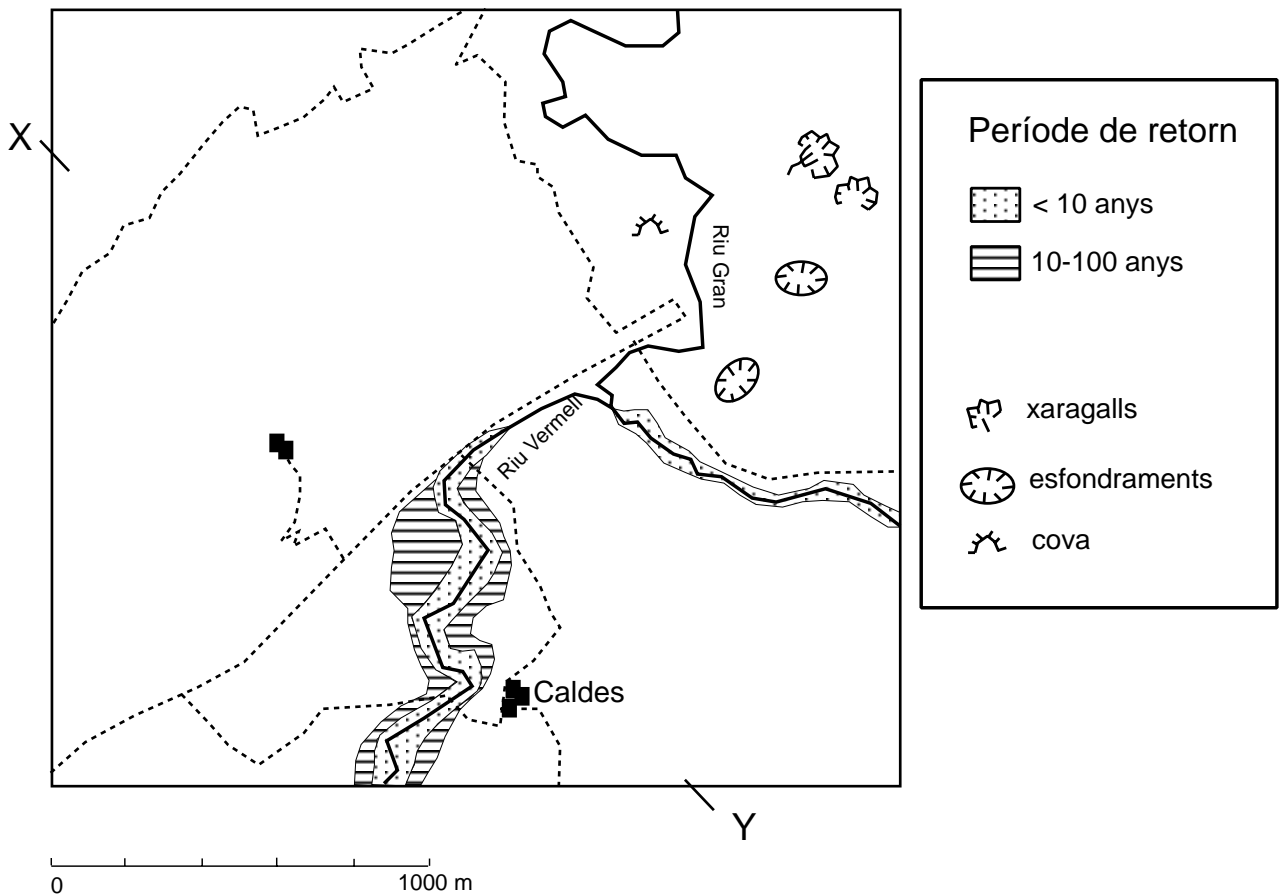 X
Riu Gran
Riu Vermell
Caldes
Y
0
1000 m
Període de retorn
< 10 anys
10-100 anys
xaragalls
esfondraments
cova